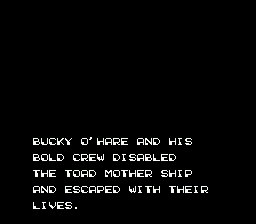 BUCKY O'HARE AND HIS
BOLD CREW DISABLED
THE TOAD MOTHER SHIP
AND ESCAPED WITH THEIR
LIVES.